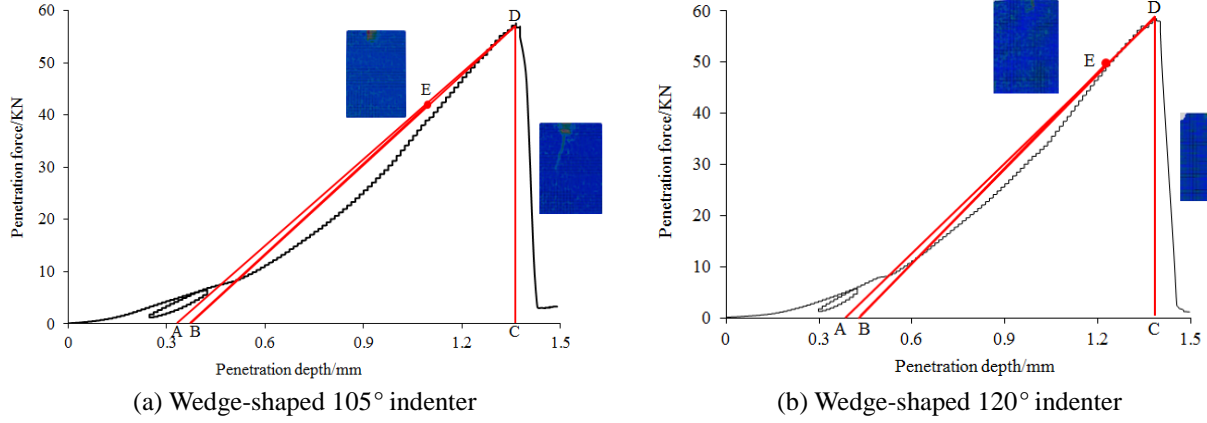 Penetration force/KN
70
60
50
40
30
20
10
0
D
E
A B C
0 0.3 0.6 0.9 1.2 1.5
Penetration depth/mm
(a) Wedge-shaped 105° indenter
Penetration force/KN
60
50
40
30
20
10
0
D
E
A B C
0 0.3 0.6 0.9 1.2 1.5
Penetration depth/mm
(b) Wedge-shaped 120° indenter